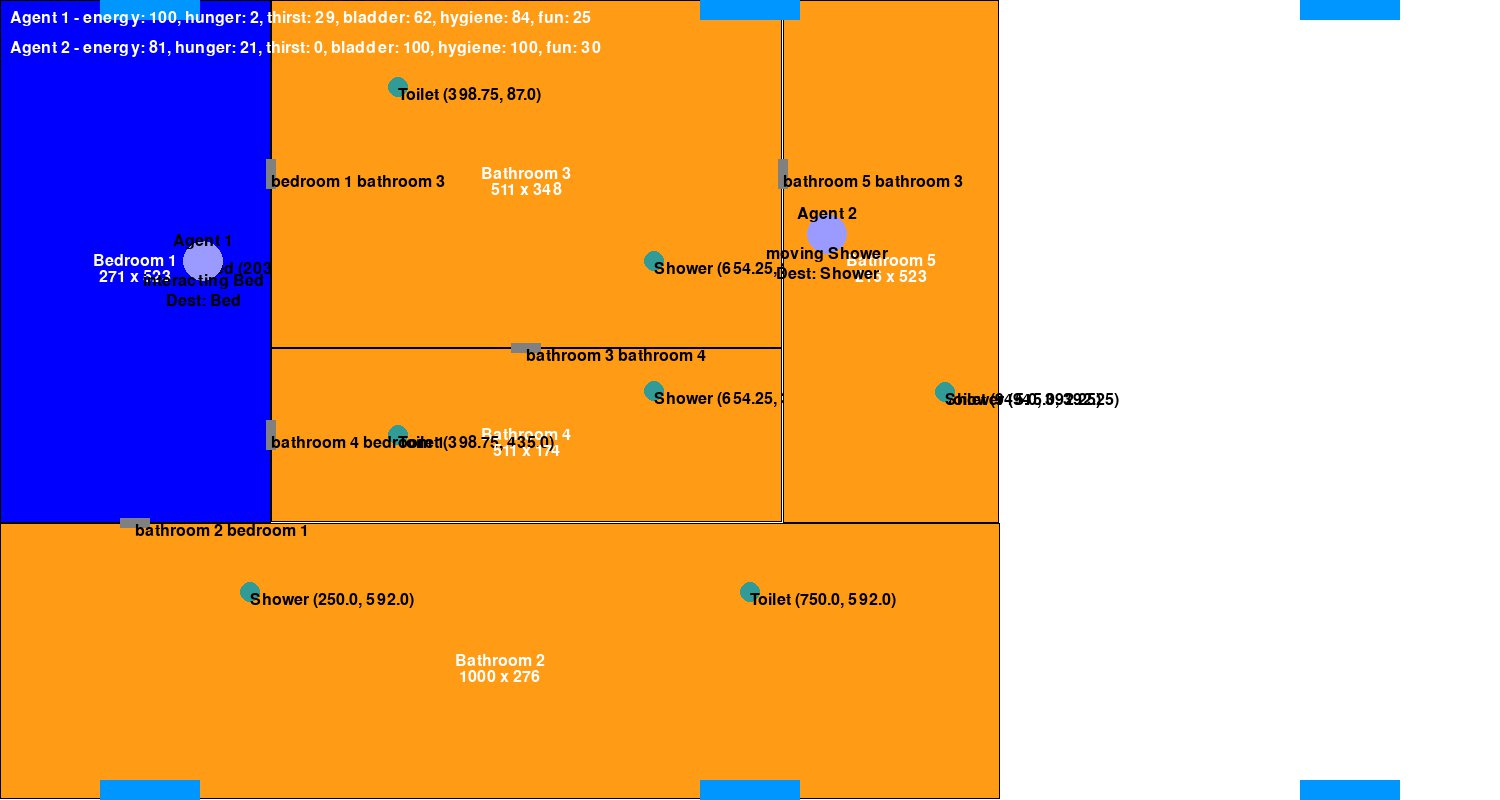 Agent 1 - energy: 100, hunger: 2, thirst: 29, bladder: 62, hygiene: 84, fun: 25
Agent 2 - energy: 81, hunger: 21, thirst: 0, bladder: 100, hygiene: 100, fun: 30
Toilet (398.75, 87.0)
Bathroom 3
511 x 348
bedroom 1 bathroom 3
bathroom 5 bathroom 3
Agent 2
Agent 1
moving Shower
Dest: Shower
Bedroom 1
271 x 523
(203
interacting Bed
Dest: Bed
Shower (654.25,
Bathroom 5
523
bathroom 3 bathroom 4
Shower (654.25,
bathroom 4 bedroom 1
Toilet (398.75, 435.0)
Bathroom 4
511 x 174
bathroom 2 bedroom 1
Shower (250.0, 592.0)
Toilet (750.0, 592.0)
Bathroom 2
1000 x 276